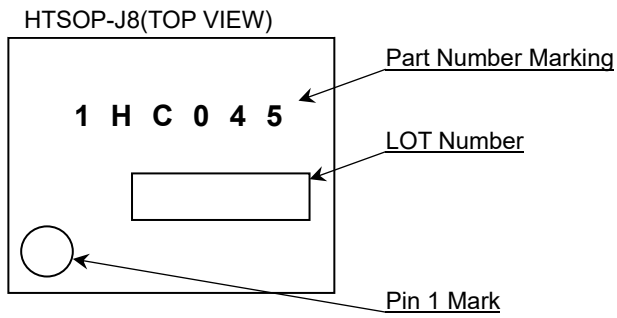 HTSOP-J8(TOP VIEW)
Part Number Marking
1 H C 0 4 5
LOT Number
Pin 1 Mark